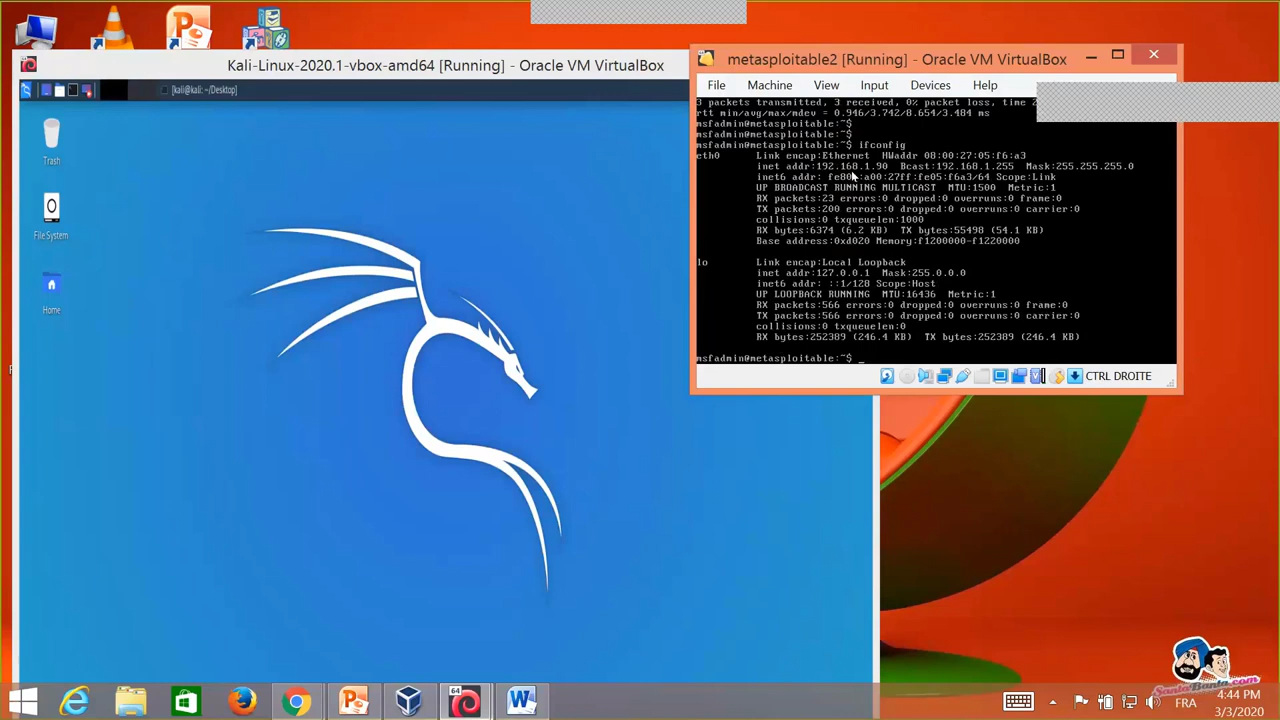 Kali-Linux-2020.1-vbox-amd64 [Running] - Oracle VM VirtualBox
[kali@kali: ~/Desktop]
Trash
File System
Home
metasploitable2 [Running] - Oracle VM VirtualBox
File Machine View Input Devices Help
3 packets transmitted, 3 received, 0% packet loss, time 2
rtt min/avg/max/mdev = 0.946/3.742/8.654/3.484 ms
msfadmin@metasploitable:~$
msfadmin@metasploitable:~$
msfadmin@metasploitable:~$ ifconfig
eth0 Link encap:Ethernet HWaddr 08:00:27:05:f6:a3
inet addr:192.168.1.90 Bcast:192.168.1.255 Mask:255.255.255.0
inet6 addr: fe80::a00:27ff:fe05:f6a3/64 Scope:Link
UP BROADCAST RUNNING MULTICAST MTU:1500 Metric:1
RX packets:23 errors:0 dropped:0 overruns:0 frame:0
TX packets:200 errors:0 dropped:0 overruns:0 carrier:0
collisions:0 txqueuelen:1000
RX bytes:6374 (6.2 KB) TX bytes:55498 (54.1 KB)
Base address:0xd020 Memory:f1200000-f1220000
lo Link encap:Local Loopback
inet addr:127.0.0.1 Mask:255.0.0.0
inet6 addr: ::1/128 Scope:Host
UP LOOPBACK RUNNING MTU:16436 Metric:1
RX packets:566 errors:0 dropped:0 overruns:0 frame:0
TX packets:566 errors:0 dropped:0 overruns:0 carrier:0
collisions:0 txqueuelen:0
RX bytes:252389 (246.4 KB) TX bytes:252389 (246.4 KB)
msfadmin@metasploitable:~$ _
CTRL DROITE
SantaBanta.com
64
FR
4:44 PM
3/3/2020